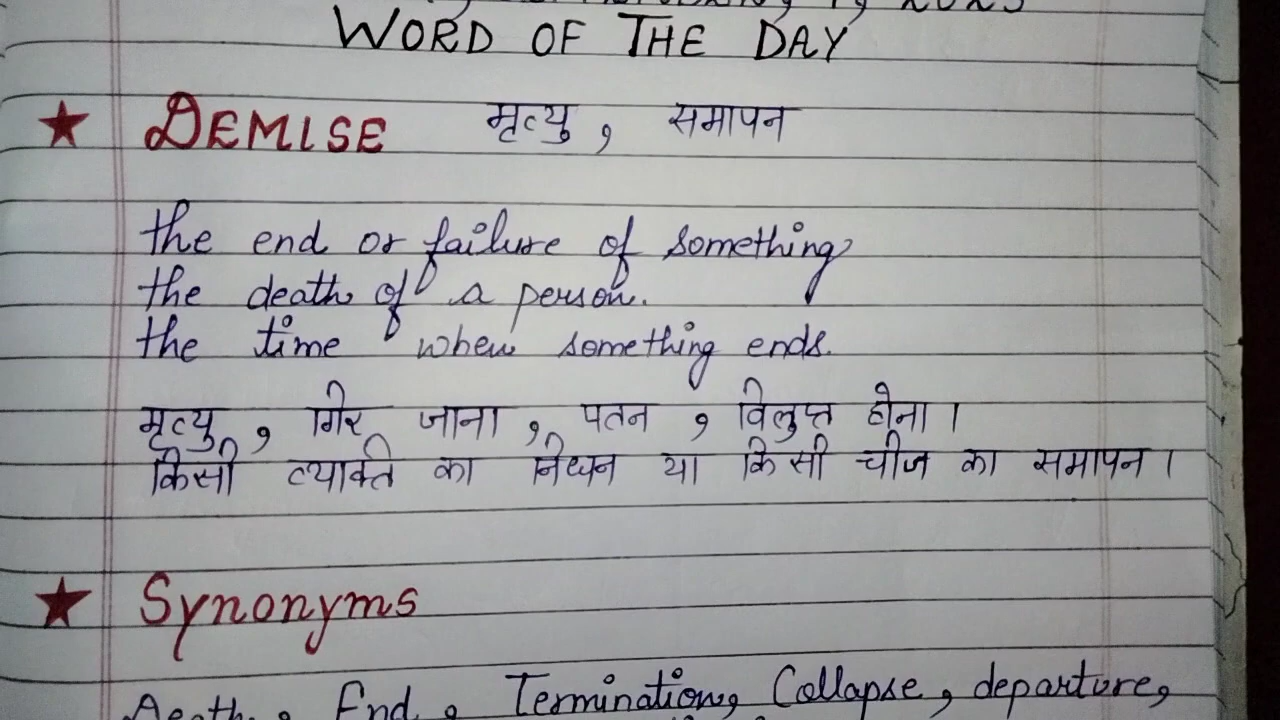 WORD OF THE DAY
★ DEMISE मृत्यु, समापन
the end or failure of something
the death of a person.
the time when something ends.
मृत्यु, गिर जाना, पतन, विलुप्त होना।
किसी व्यक्ति का निधन या किसी चीज का समापन।
★ Synonyms
Death, End, Termination, Collapse, departure,